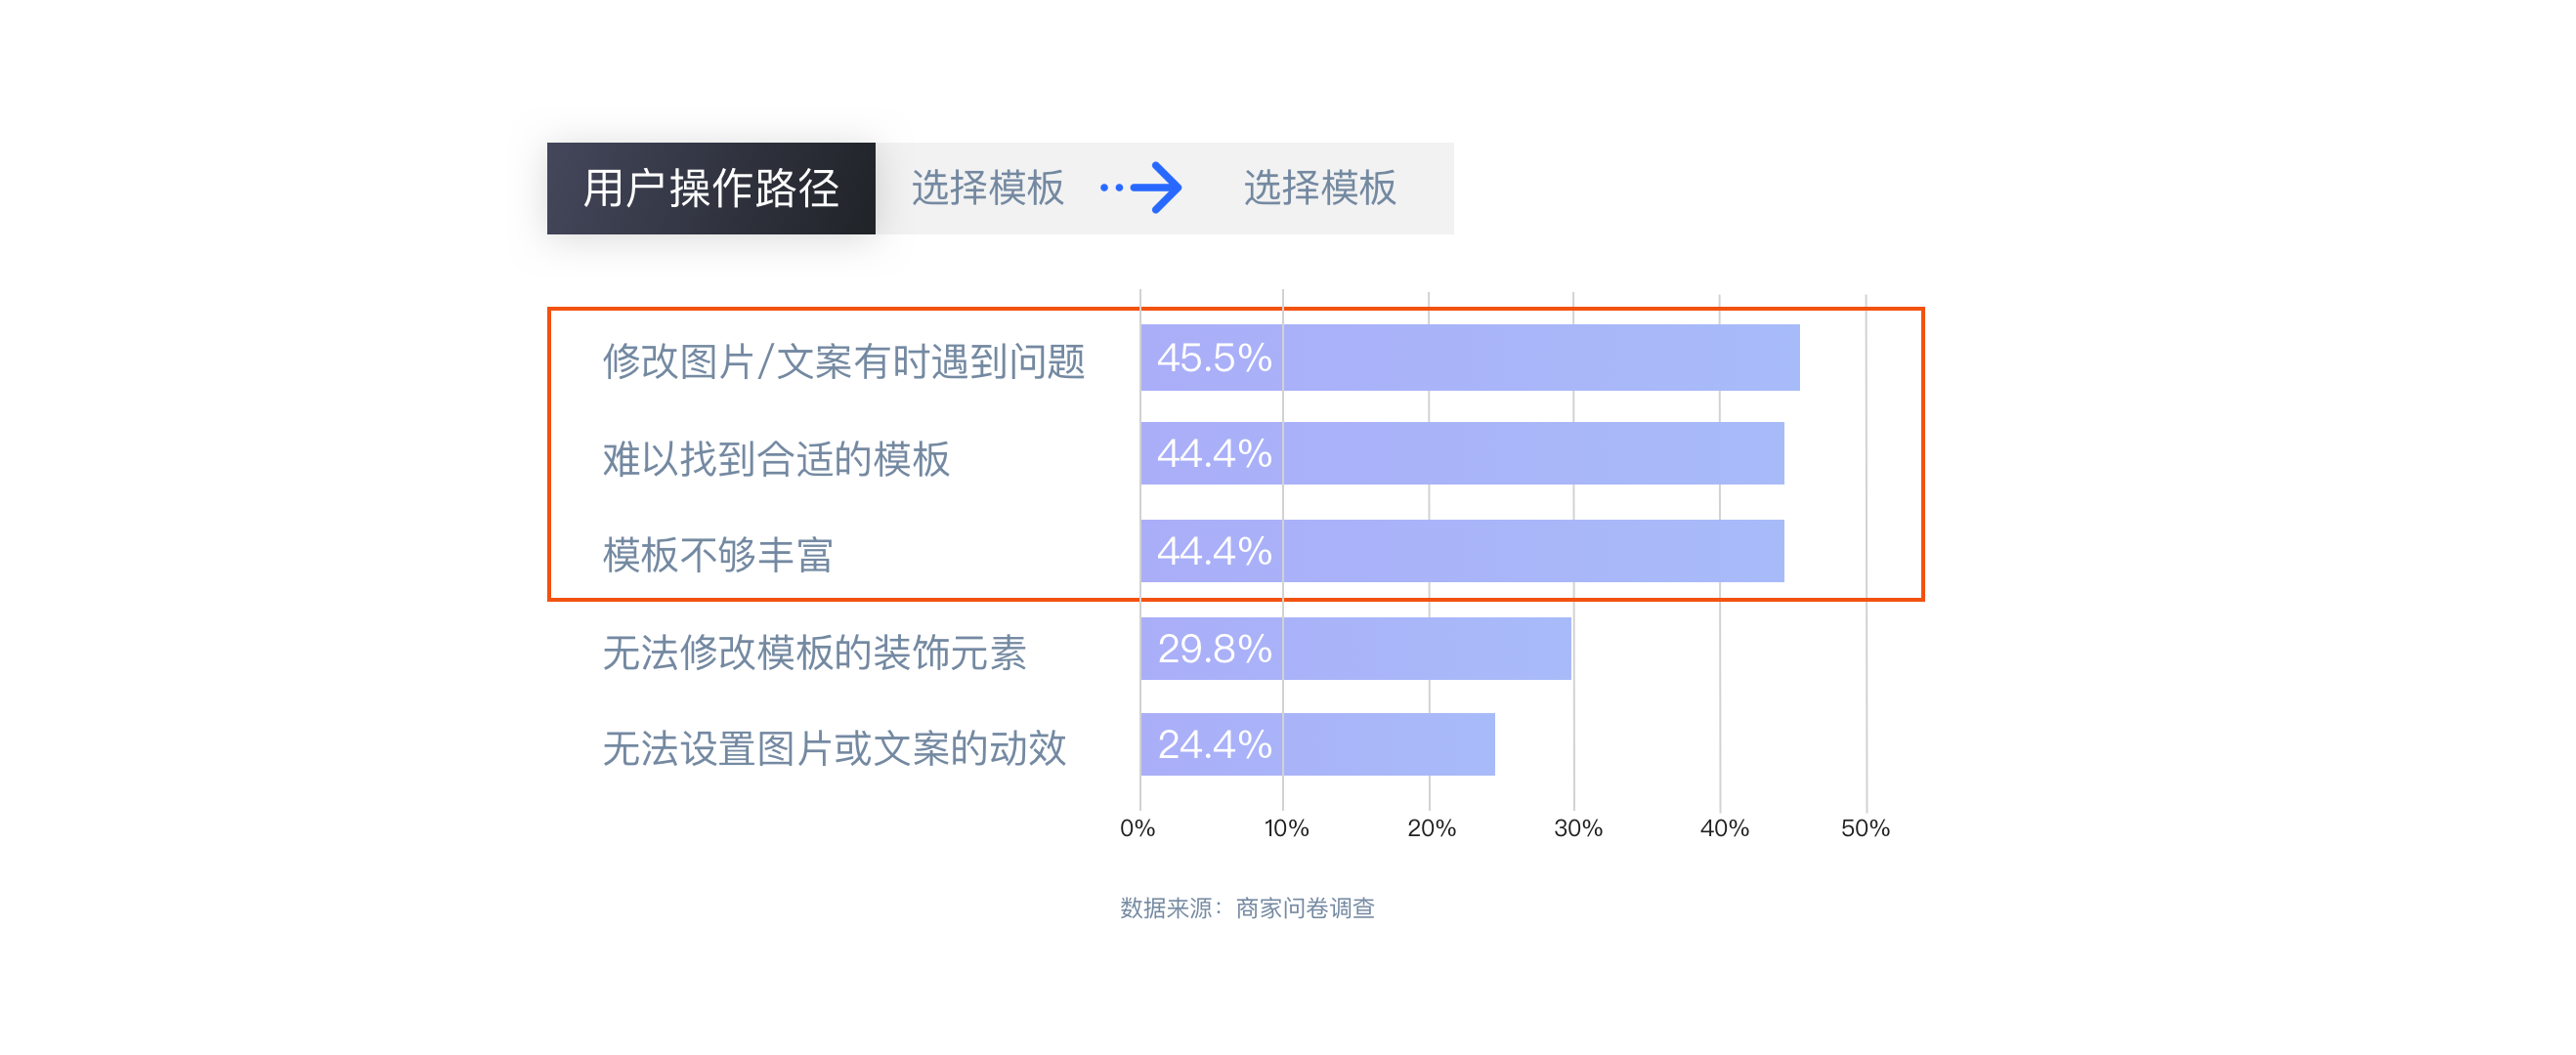 用户操作路径 选择模板 选择模板
修改图片/文案有时遇到问题 45.5%
难以找到合适的模板 44.4%
模板不够丰富 44.4%
无法修改模板的装饰元素 29.8%
无法设置图片或文案的动效 24.4%
0% 10% 20% 30% 40% 50%
数据来源：商家问卷调查